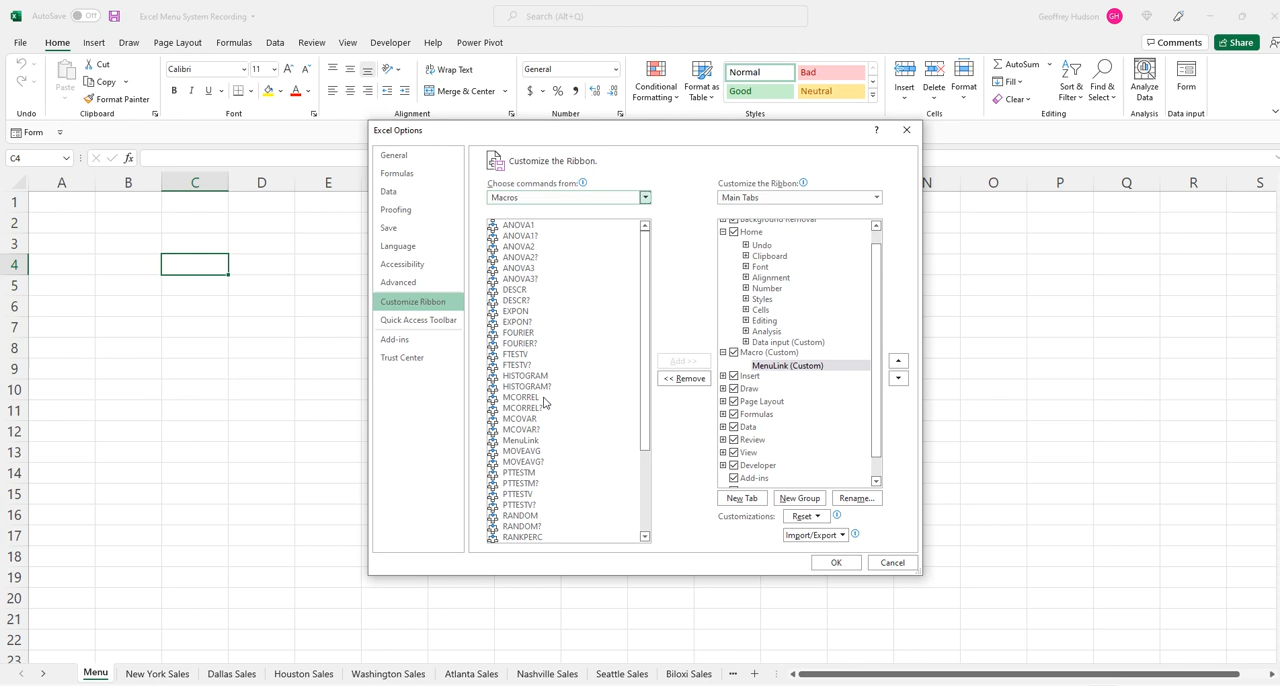 AutoSave Off Excel Menu System Recording Search (Alt+Q) Geoffrey Hudson GH
File Home Insert Draw Page Layout Formulas Data Review View Developer Help Power Pivot Comments Share
Paste Cut Copy Format Painter
Calibri 11 B I U A
Wrap Text Merge & Center
General $ % 9
Conditional Formatting Format as Table Normal Bad Good Neutral
Insert Delete Format
AutoSum Fill Clear Sort & Filter Find & Select
Analyze Data Form
Undo Clipboard Font Alignment Number Styles Cells Editing Analysis Data input
Form
C4 fx
A B C D E N O P Q R S
1
2
3
4
5
6
7
8
9
10
11
12
13
14
15
16
17
18
19
20
21
22
23
Excel Options ?
General
Formulas
Data
Proofing
Save
Language
Accessibility
Advanced
Customize Ribbon
Quick Access Toolbar
Add-ins
Trust Center
Customize the Ribbon.
Choose commands from:
Macros
ANOVA1
ANOVA1?
ANOVA2
ANOVA2?
ANOVA3
ANOVA3?
DESCR
DESCR?
EXPON
EXPON?
FOURIER
FOURIER?
FTESTV
FTESTV?
HISTOGRAM
HISTOGRAM?
MCORREL
MCORREL?
MCOVAR
MCOVAR?
MenuLink
MOVEAVG
MOVEAVG?
PTTESTM
PTTESTM?
PTTESTV
PTTESTV?
RANDOM
RANDOM?
RANKPERC
Add >>
<< Remove
Customize the Ribbon:
Main Tabs
Background Removal
Home
Undo
Clipboard
Font
Alignment
Number
Styles
Cells
Editing
Analysis
Data input (Custom)
Macro (Custom)
MenuLink (Custom)
Insert
Draw
Page Layout
Formulas
Data
Review
View
Developer
Add-ins
New Tab New Group Rename...
Customizations: Reset
Import/Export
OK Cancel
Menu New York Sales Dallas Sales Houston Sales Washington Sales Atlanta Sales Nashville Sales Seattle Sales Biloxi Sales ...